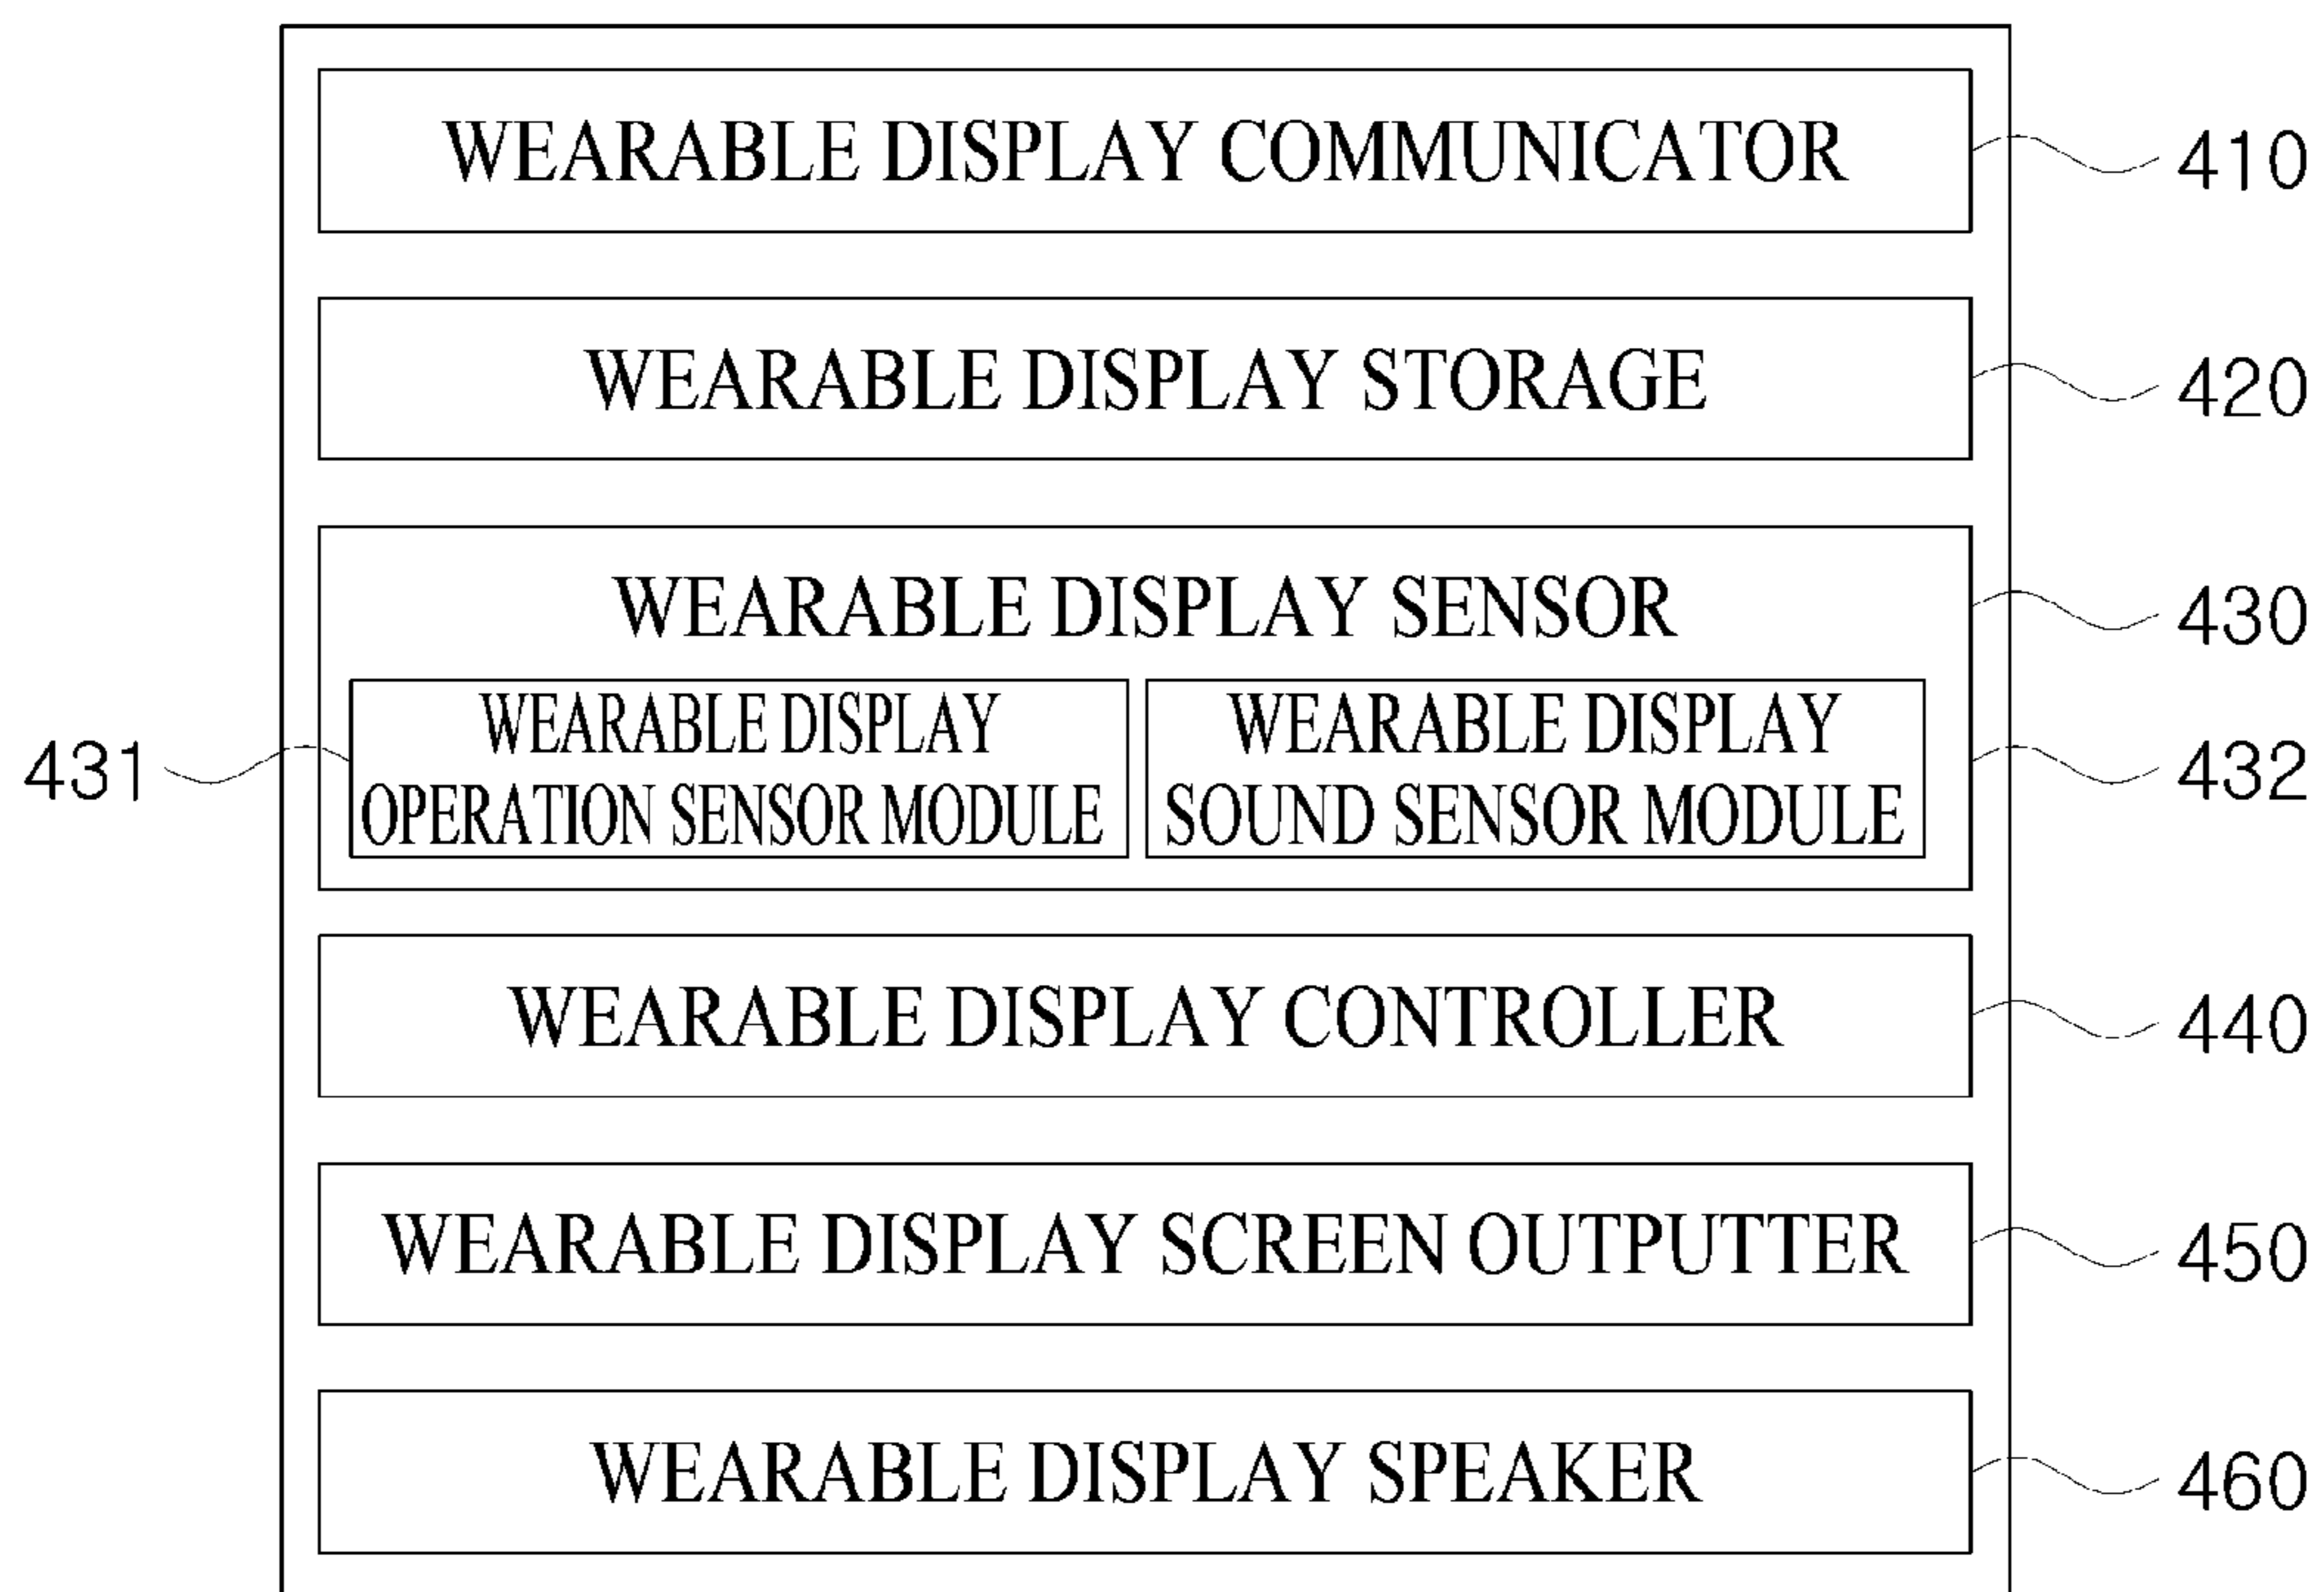 WEARABLE DISPLAY COMMUNICATOR
410
WEARABLE DISPLAY STORAGE
420
WEARABLE DISPLAY SENSOR
430
431
WEARABLE DISPLAY
OPERATION SENSOR MODULE
WEARABLE DISPLAY
SOUND SENSOR MODULE
432
WEARABLE DISPLAY CONTROLLER
440
WEARABLE DISPLAY SCREEN OUTPUTTER
450
WEARABLE DISPLAY SPEAKER
460